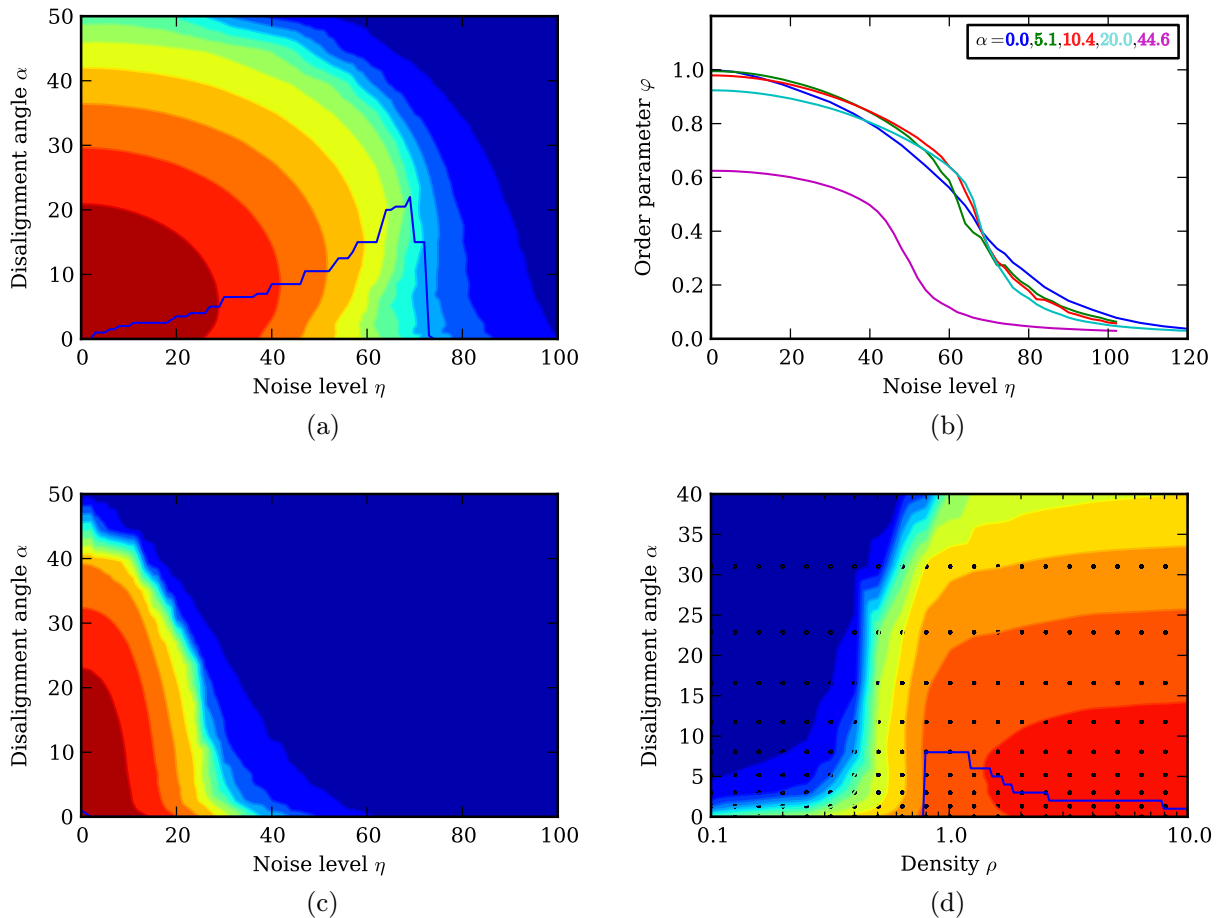 50
40
30
20
10
0
0 20 40 60 80 100
Disalignment angle α
Noise level η
(a)
α=0.0,5.1,10.4,20.0,44.6
1.0
0.8
0.6
0.4
0.2
0.0
0 20 40 60 80 100 120
Order parameter φ
Noise level η
(b)
50
40
30
20
10
0
0 20 40 60 80 100
Disalignment angle α
Noise level η
(c)
40
35
30
25
20
15
10
5
0
0.1 1.0 10.0
Disalignment angle α
Density ρ
(d)